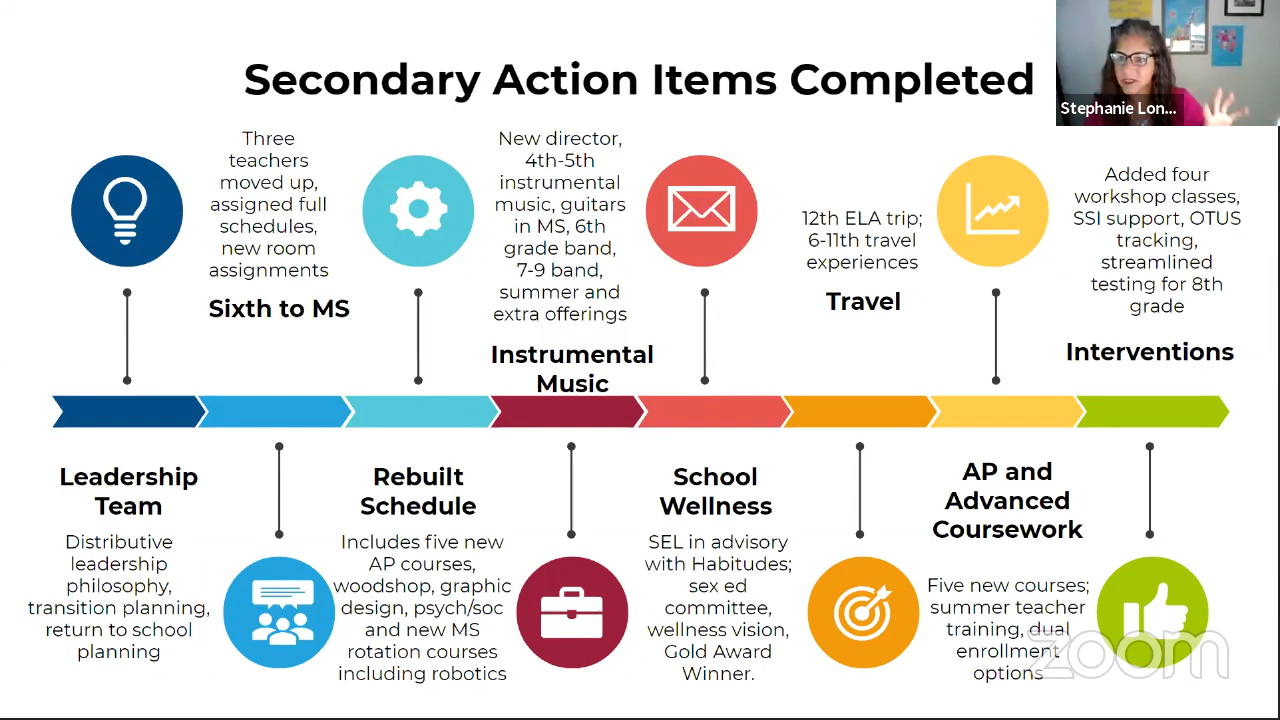 Secondary Action Items Completed
Stephanie Lon...
Three
teachers
moved up,
assigned full
schedules,
new room
assignments
Sixth to MS
New director,
4th-5th
instrumental
music, guitars
in MS, 6th
grade band,
7-9 band,
summer and
extra offerings
Instrumental
Music
12th ELA trip;
6-11th travel
experiences
Travel
Added four
workshop classes,
SSI support, OTUS
tracking,
streamlined
testing for 8th
grade
Interventions
Leadership
Team
Distributive
leadership
philosophy,
transition planning,
return to school
planning
Rebuilt
Schedule
Includes five new
AP courses,
woodshop, graphic
design, psych/soc
and new MS
rotation courses
including robotics
School
Wellness
SEL in advisory
with Habitudes;
sex ed
committee,
wellness vision,
Gold Award
Winner.
AP and
Advanced
Coursework
Five new courses;
summer teacher
training, dual
enrollment
options
zoom